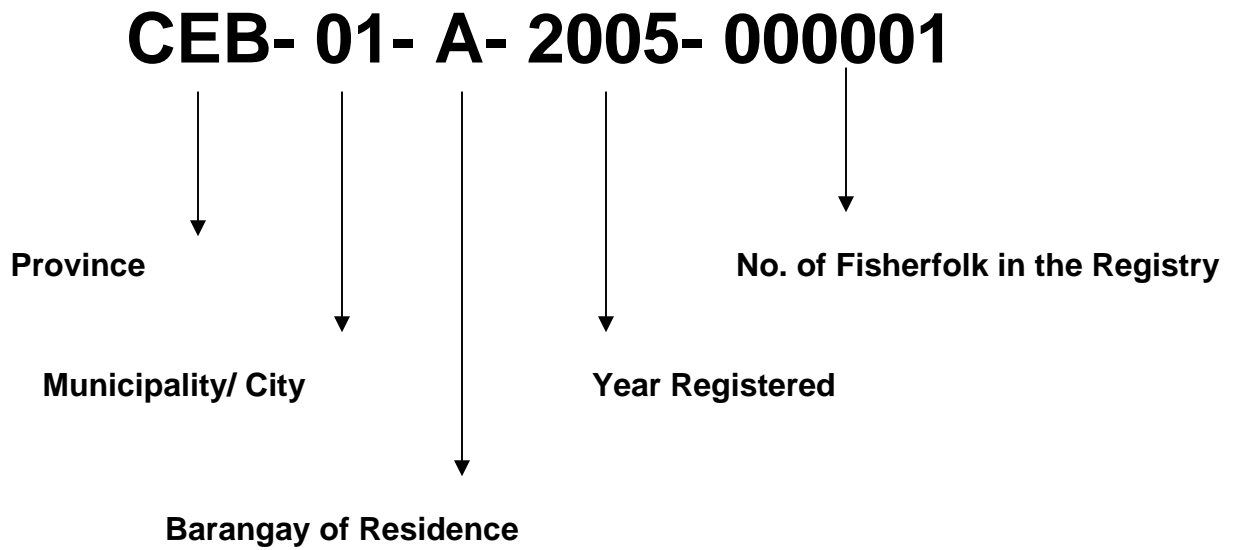 CEB- 01- A- 2005- 000001
Province
No. of Fisherfolk in the Registry
Municipality/ City
Year Registered
Barangay of Residence